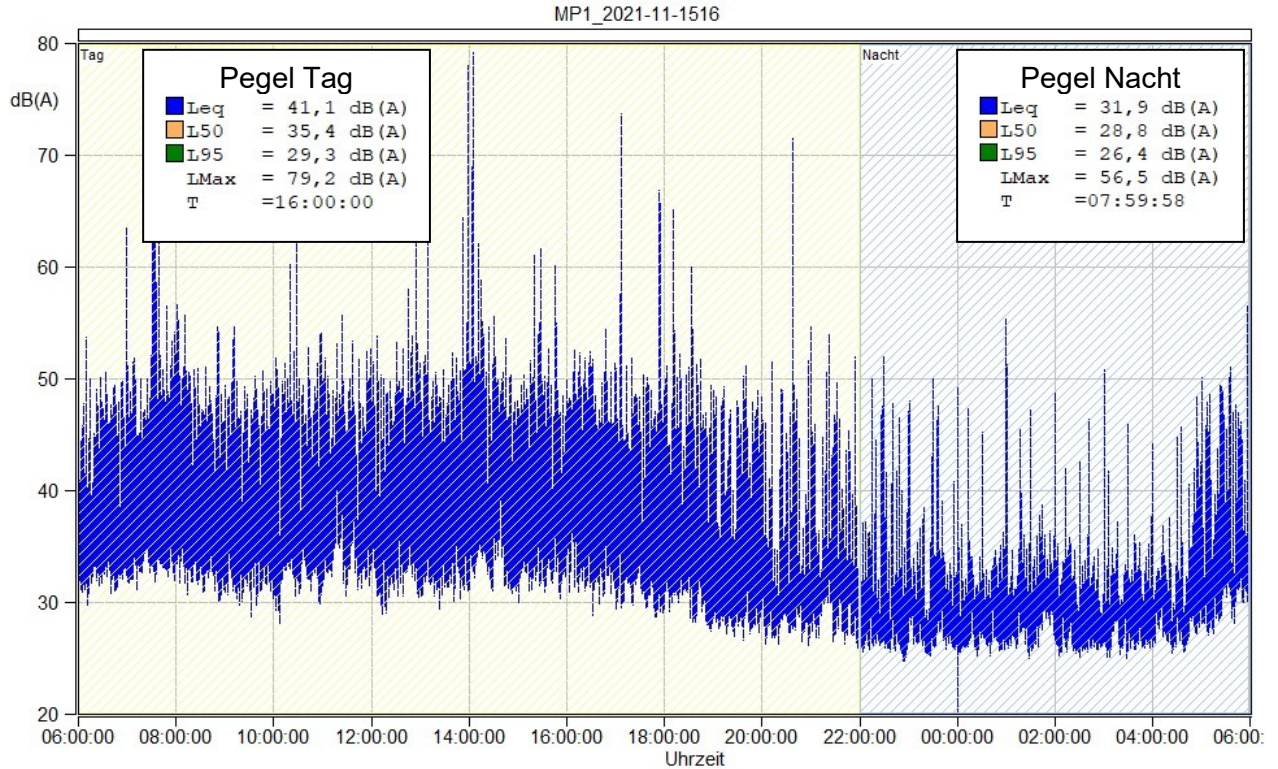 MP1_2021-11-1516
80
dB(A)
70
60
50
40
30
20
Tag
Pegel Tag
Leq = 41,1 dB(A)
L50 = 35,4 dB(A)
L95 = 29,3 dB(A)
LMax = 79,2 dB(A)
T =16:00:00
Nacht
Pegel Nacht
Leq = 31,9 dB(A)
L50 = 28,8 dB(A)
L95 = 26,4 dB(A)
LMax = 56,5 dB(A)
T =07:59:58
06:00:00 08:00:00 10:00:00 12:00:00 14:00:00 16:00:00 18:00:00 20:00:00 22:00:00 00:00:00 02:00:00 04:00:00 06:00:
Uhrzeit